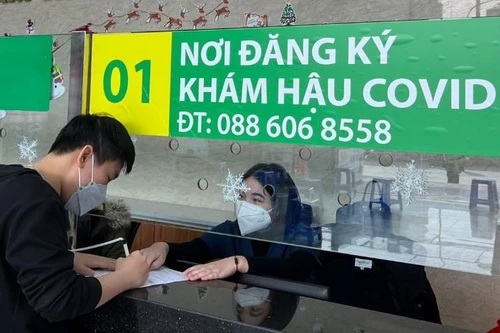 01
NƠI ĐĂNG KÝ
KHÁM HẬU COVID
ĐT: 088 606 8558